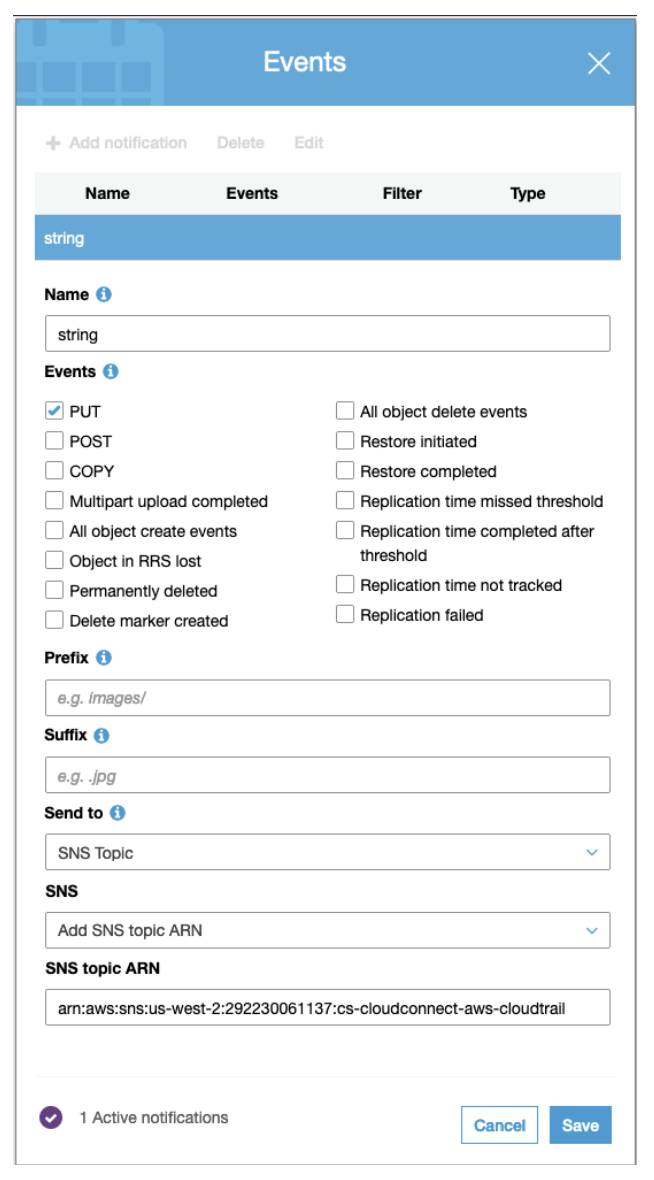 Events
Add notification Delete Edit
Name Events Filter Type
string
Name
string
Events
PUT
POST
COPY
Multipart upload completed
All object create events
Object in RRS lost
Permanently deleted
Delete marker created
All object delete events
Restore initiated
Restore completed
Replication time missed threshold
Replication time completed after
threshold
Replication time not tracked
Replication failed
Prefix
e.g. images/
Suffix
e.g. .jpg
Send to
SNS Topic
SNS
Add SNS topic ARN
SNS topic ARN
arn:aws:sns:us-west-2:292230061137:cs-cloudconnect-aws-cloudtrail
1 Active notifications
Cancel Save